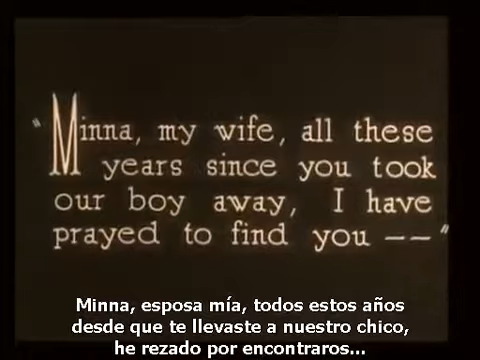 "Minna, my wife, all these
years since you took
our boy away, I have
prayed to find you — —"
Minna, esposa mía, todos estos años
desde que te llevaste a nuestro chico,
he rezado por encontraros...